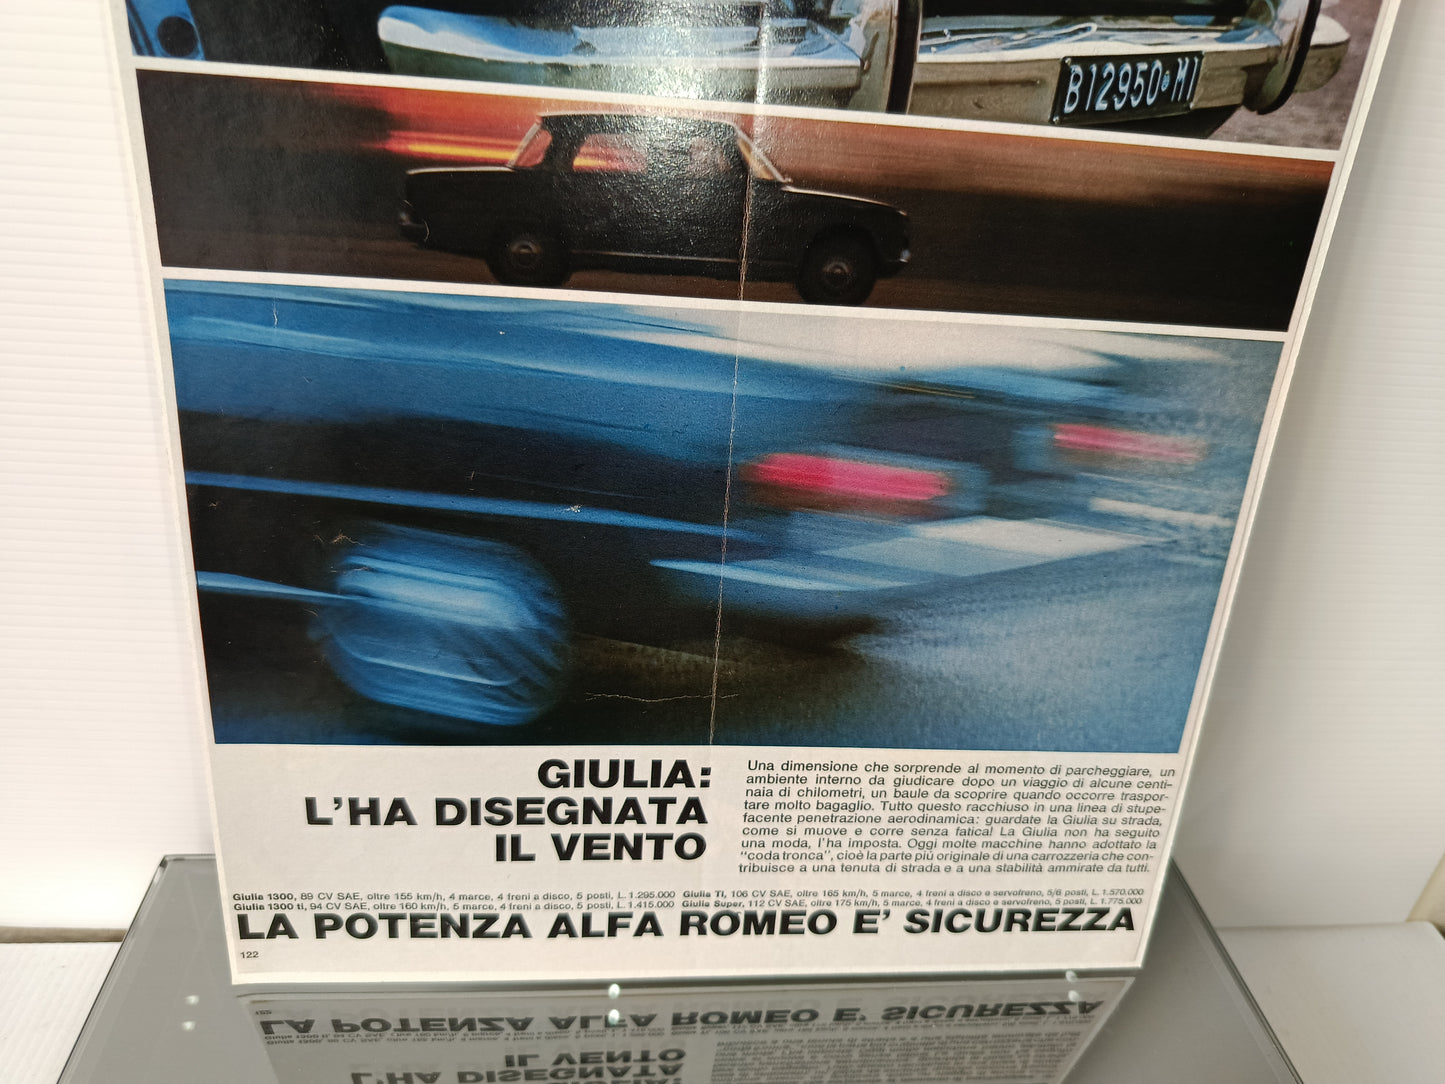 B12950 MI
GIULIA:
L'HA DISEGNATA
IL VENTO
Una dimensione che sorprende al momento di parcheggiare, un
ambiente interno da giudicare dopo un viaggio di alcune centi-
naia di chilometri, un baule da scoprire quando occorre traspor-
tare molto bagaglio. Tutto questo racchiuso in una linea di stupe-
facente penetrazione aerodinamica: guardate la Giulia su strada,
come si muove e corre senza fatica! La Giulia non ha seguito
una moda, l'ha imposta. Oggi molte macchine hanno adottato la
"coda tronca", cioè la parte piú originale di una carrozzeria che con-
tribuisce a una tenuta di strada e a una stabilità ammirate da tutti.
Giulia 1300, 89 CV SAE, oltre 155 km/h, 4 marce, 4 freni a disco, 5 posti, L. 1.295.000
Giulia 1300 ti, 94 CV SAE, oltre 160 km/h, 5 marce, 4 freni a disco, 5 posti, L. 1.415.000
Giulia TI, 106 CV SAE, oltre 165 km/h, 5 marce, 4 freni a disco e servofreno, 5/6 posti, L. 1.570.000
Giulia Super, 112 CV SAE, oltre 175 km/h, 5 marce, 4 freni a disco e servofreno, 5 posti, L. 1.775.000
LA POTENZA ALFA ROMEO E' SICUREZZA
122